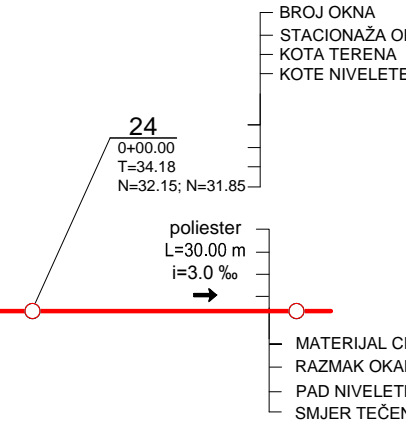 BROJ OKNA
STACIONAŽA
KOTA TERENA
KOTE NIVELETE
24
0+00.00
T=34.18
N=32.15; N=31.85
poliester
L=30.00 m
i=3.0 ‰
MATERIJAL
RAZMAK
PAD
SMJER